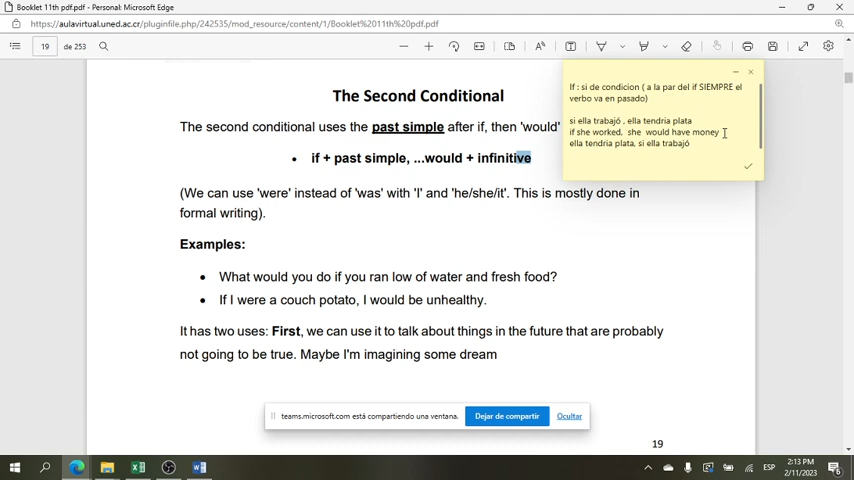 Booklet 11th pdf.pdf - Personal: Microsoft Edge
https://aulavirtual.uned.ac.cr/pluginfile.php/242535/mod_resource/content/1/Booklet%2011th%20pdf.pdf
19 de 253
The Second Conditional
The second conditional uses the past simple after if, then 'would'
• if + past simple, ...would + infinitive
(We can use 'were' instead of 'was' with 'I' and 'he/she/it'. This is mostly done in
formal writing).
Examples:
• What would you do if you ran low of water and fresh food?
• If I were a couch potato, I would be unhealthy.
It has two uses: First, we can use it to talk about things in the future that are probably
not going to be true. Maybe I'm imagining some dream
19
If : si de condicion ( a la par del if SIEMPRE el
verbo va en pasado)
si ella trabajó , ella tendria plata
if she worked,  she  would have money
ella tendria plata, si ella trabajó
teams.microsoft.com está compartiendo una ventana.
Dejar de compartir
Ocultar
ESP
2:13 PM
2/11/2023